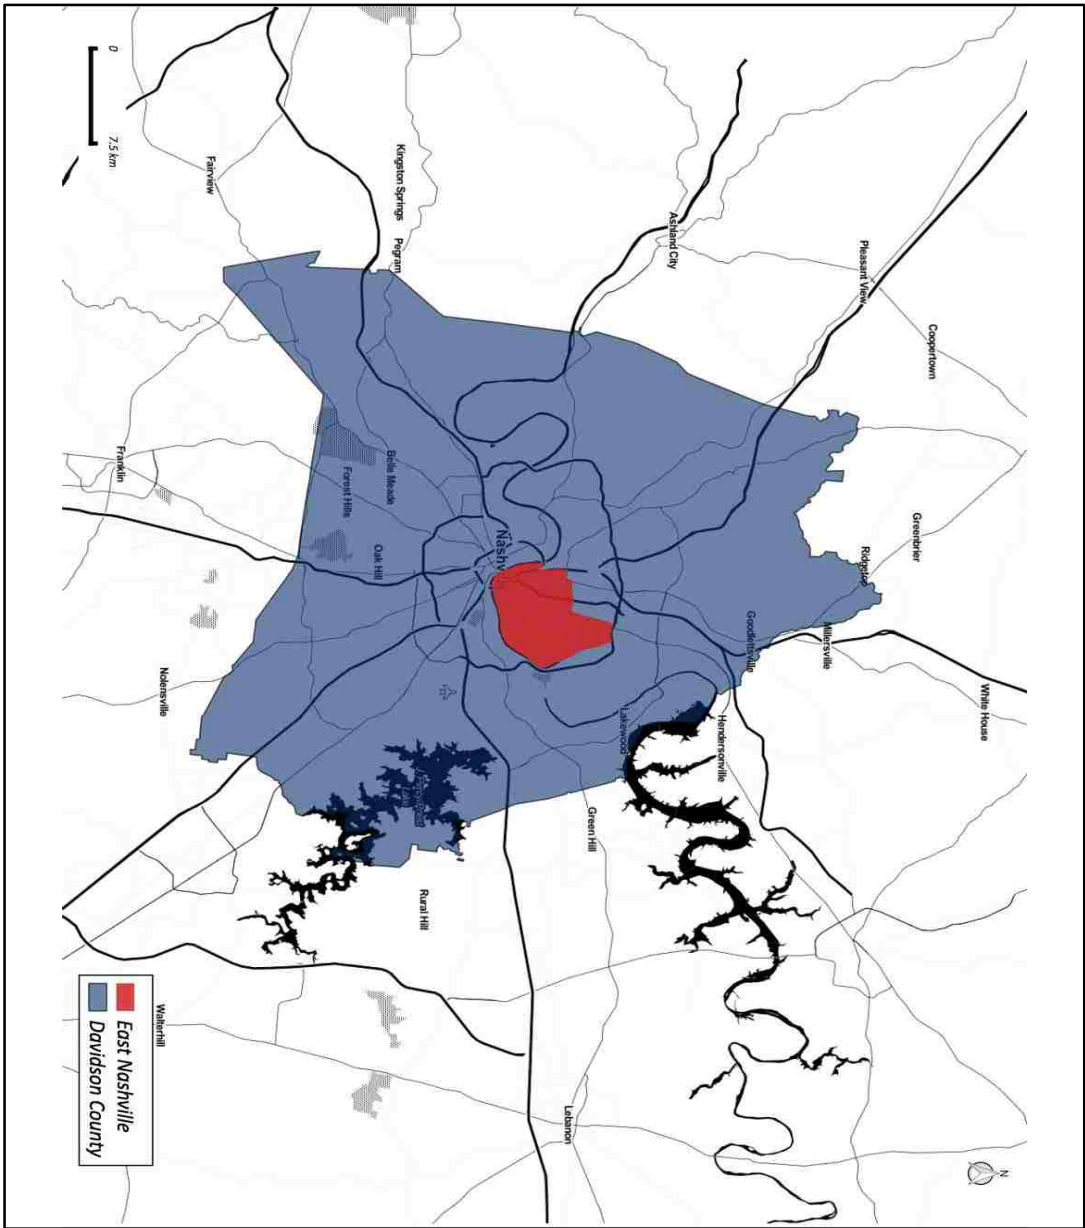 N
White House
Coopertown
Greenbrier
Pleasant View
Ridgetop
Millersville
Goodlettsville
Hendersonville
Ashland City
Lakewood
Green Hill
Lebanon
Nashv
Rural Hill
Kingston Springs
Pegram
Belle Meade
Oak Hill
Forest Hills
Fairview
Nolensville
Walterhill
Franklin
0 7.5 km
East Nashville
Davidson County